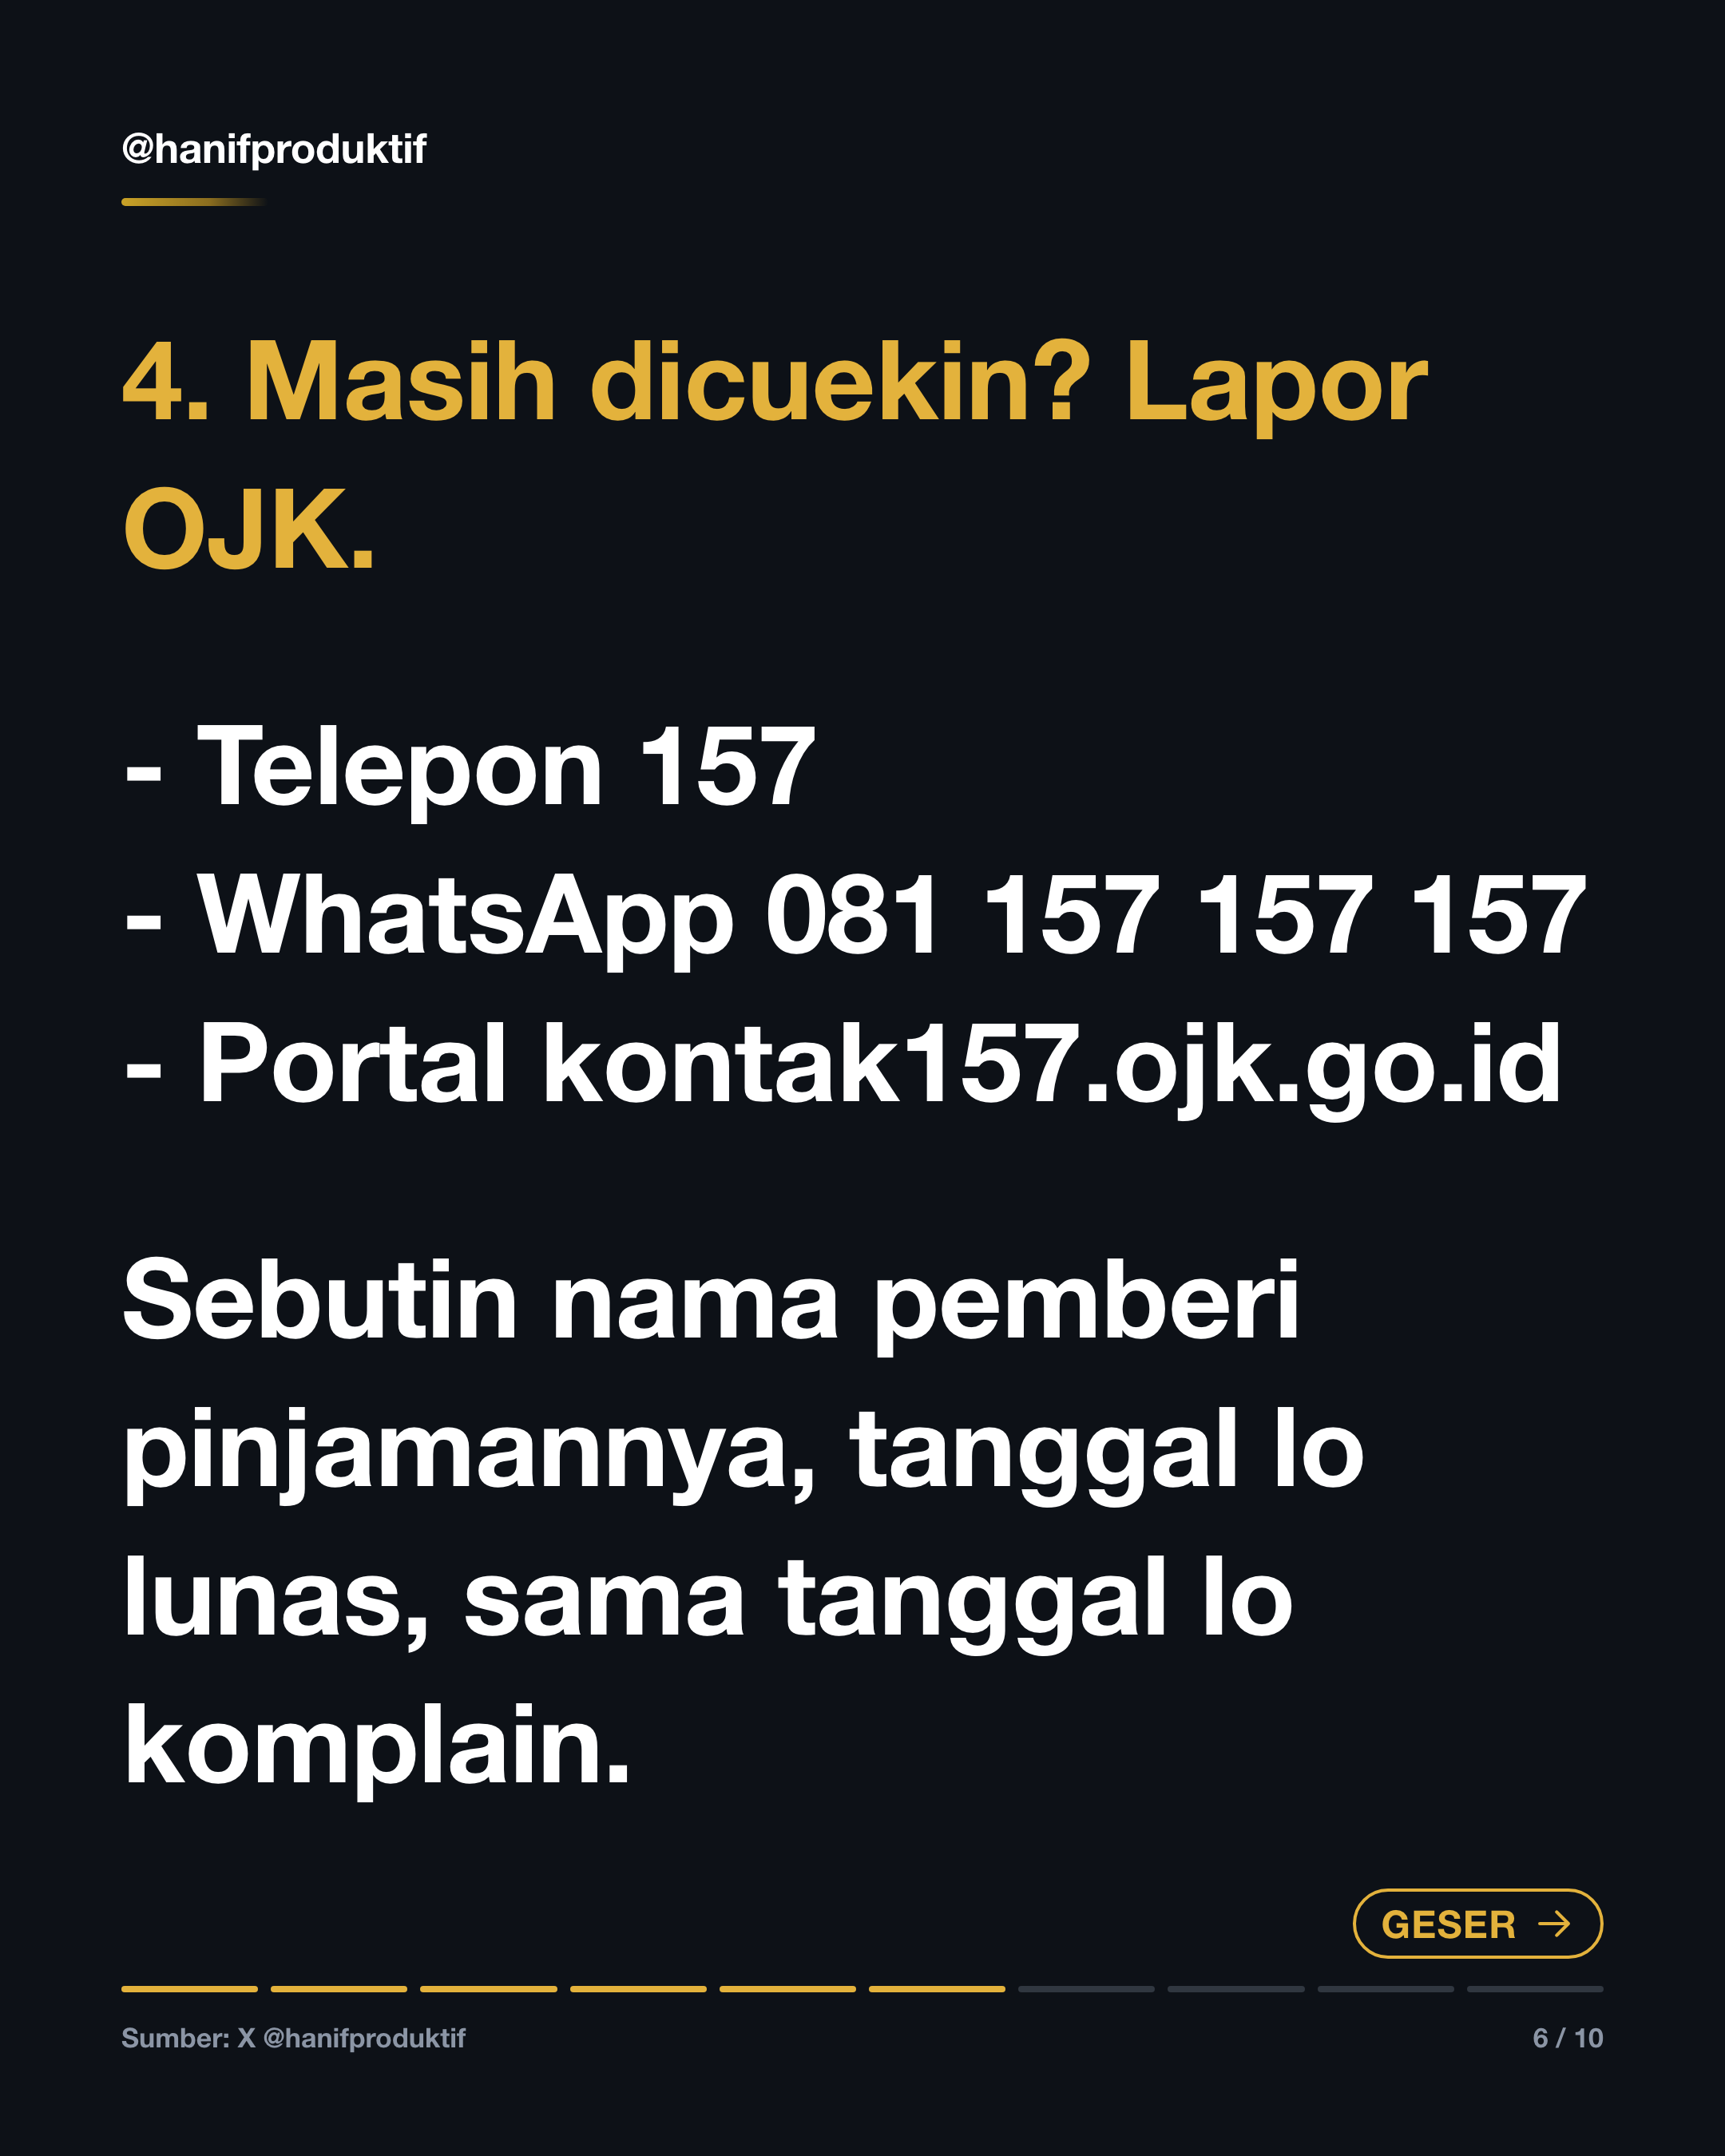 @hanifproduktif
4. Masih dicuekin? Lapor
OJK.
- Telepon 157
- WhatsApp 081 157 157 157
- Portal kontak157.ojk.go.id
Sebutin nama pemberi
pinjamannya, tanggal lo
lunas, sama tanggal lo
komplain.
GESER →
Sumber: X @hanifproduktif
6 / 10